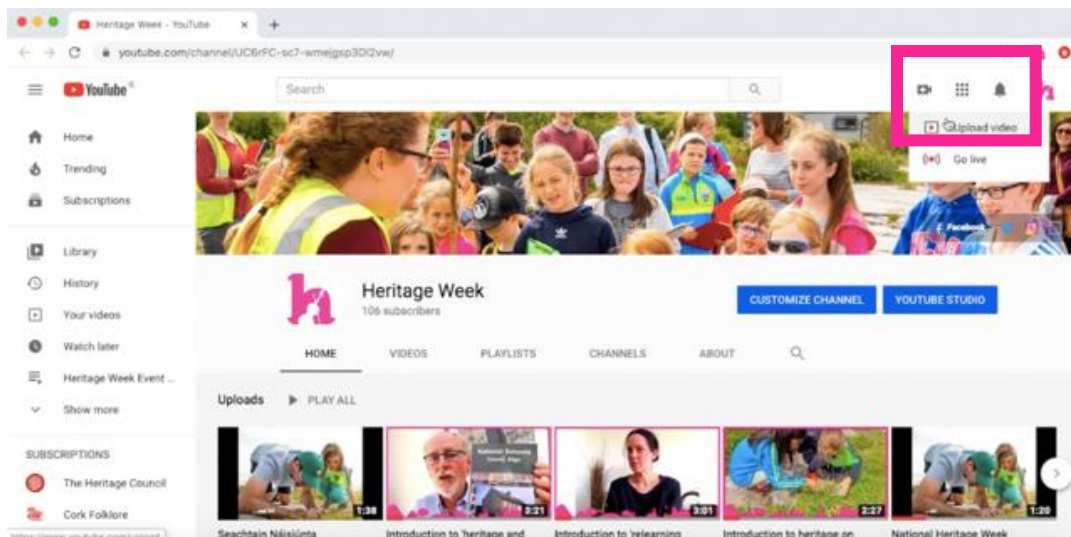 Heritage Week - YouTube
youtube.com/channel/UC6rFC-sc7-wmejgsp3DI2vw/
YouTube
Search
Upload video
Go live
Home
Trending
Subscriptions
Facebook
Library
History
Your videos
Watch later
Heritage Week Event ...
Show more
Heritage Week
106 subscribers
CUSTOMIZE CHANNEL
YOUTUBE STUDIO
HOME VIDEOS PLAYLISTS CHANNELS ABOUT
Uploads PLAY ALL
SUBSCRIPTIONS
The Heritage Council
Cork Folklore
1:38
3:21
3:01
2:27
1:20
Seachtain Náisiúnta
Introduction to 'heritage and
Introduction to 'relearning
Introduction to heritage on
National Heritage Week